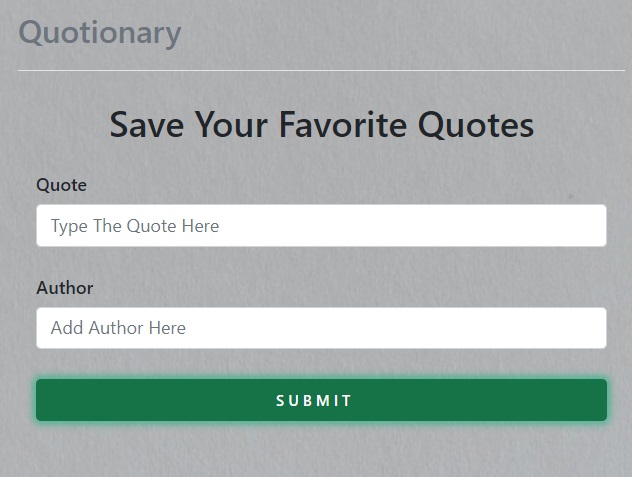 Quotionary
Save Your Favorite Quotes
Quote
Type The Quote Here
Author
Add Author Here
SUBMIT